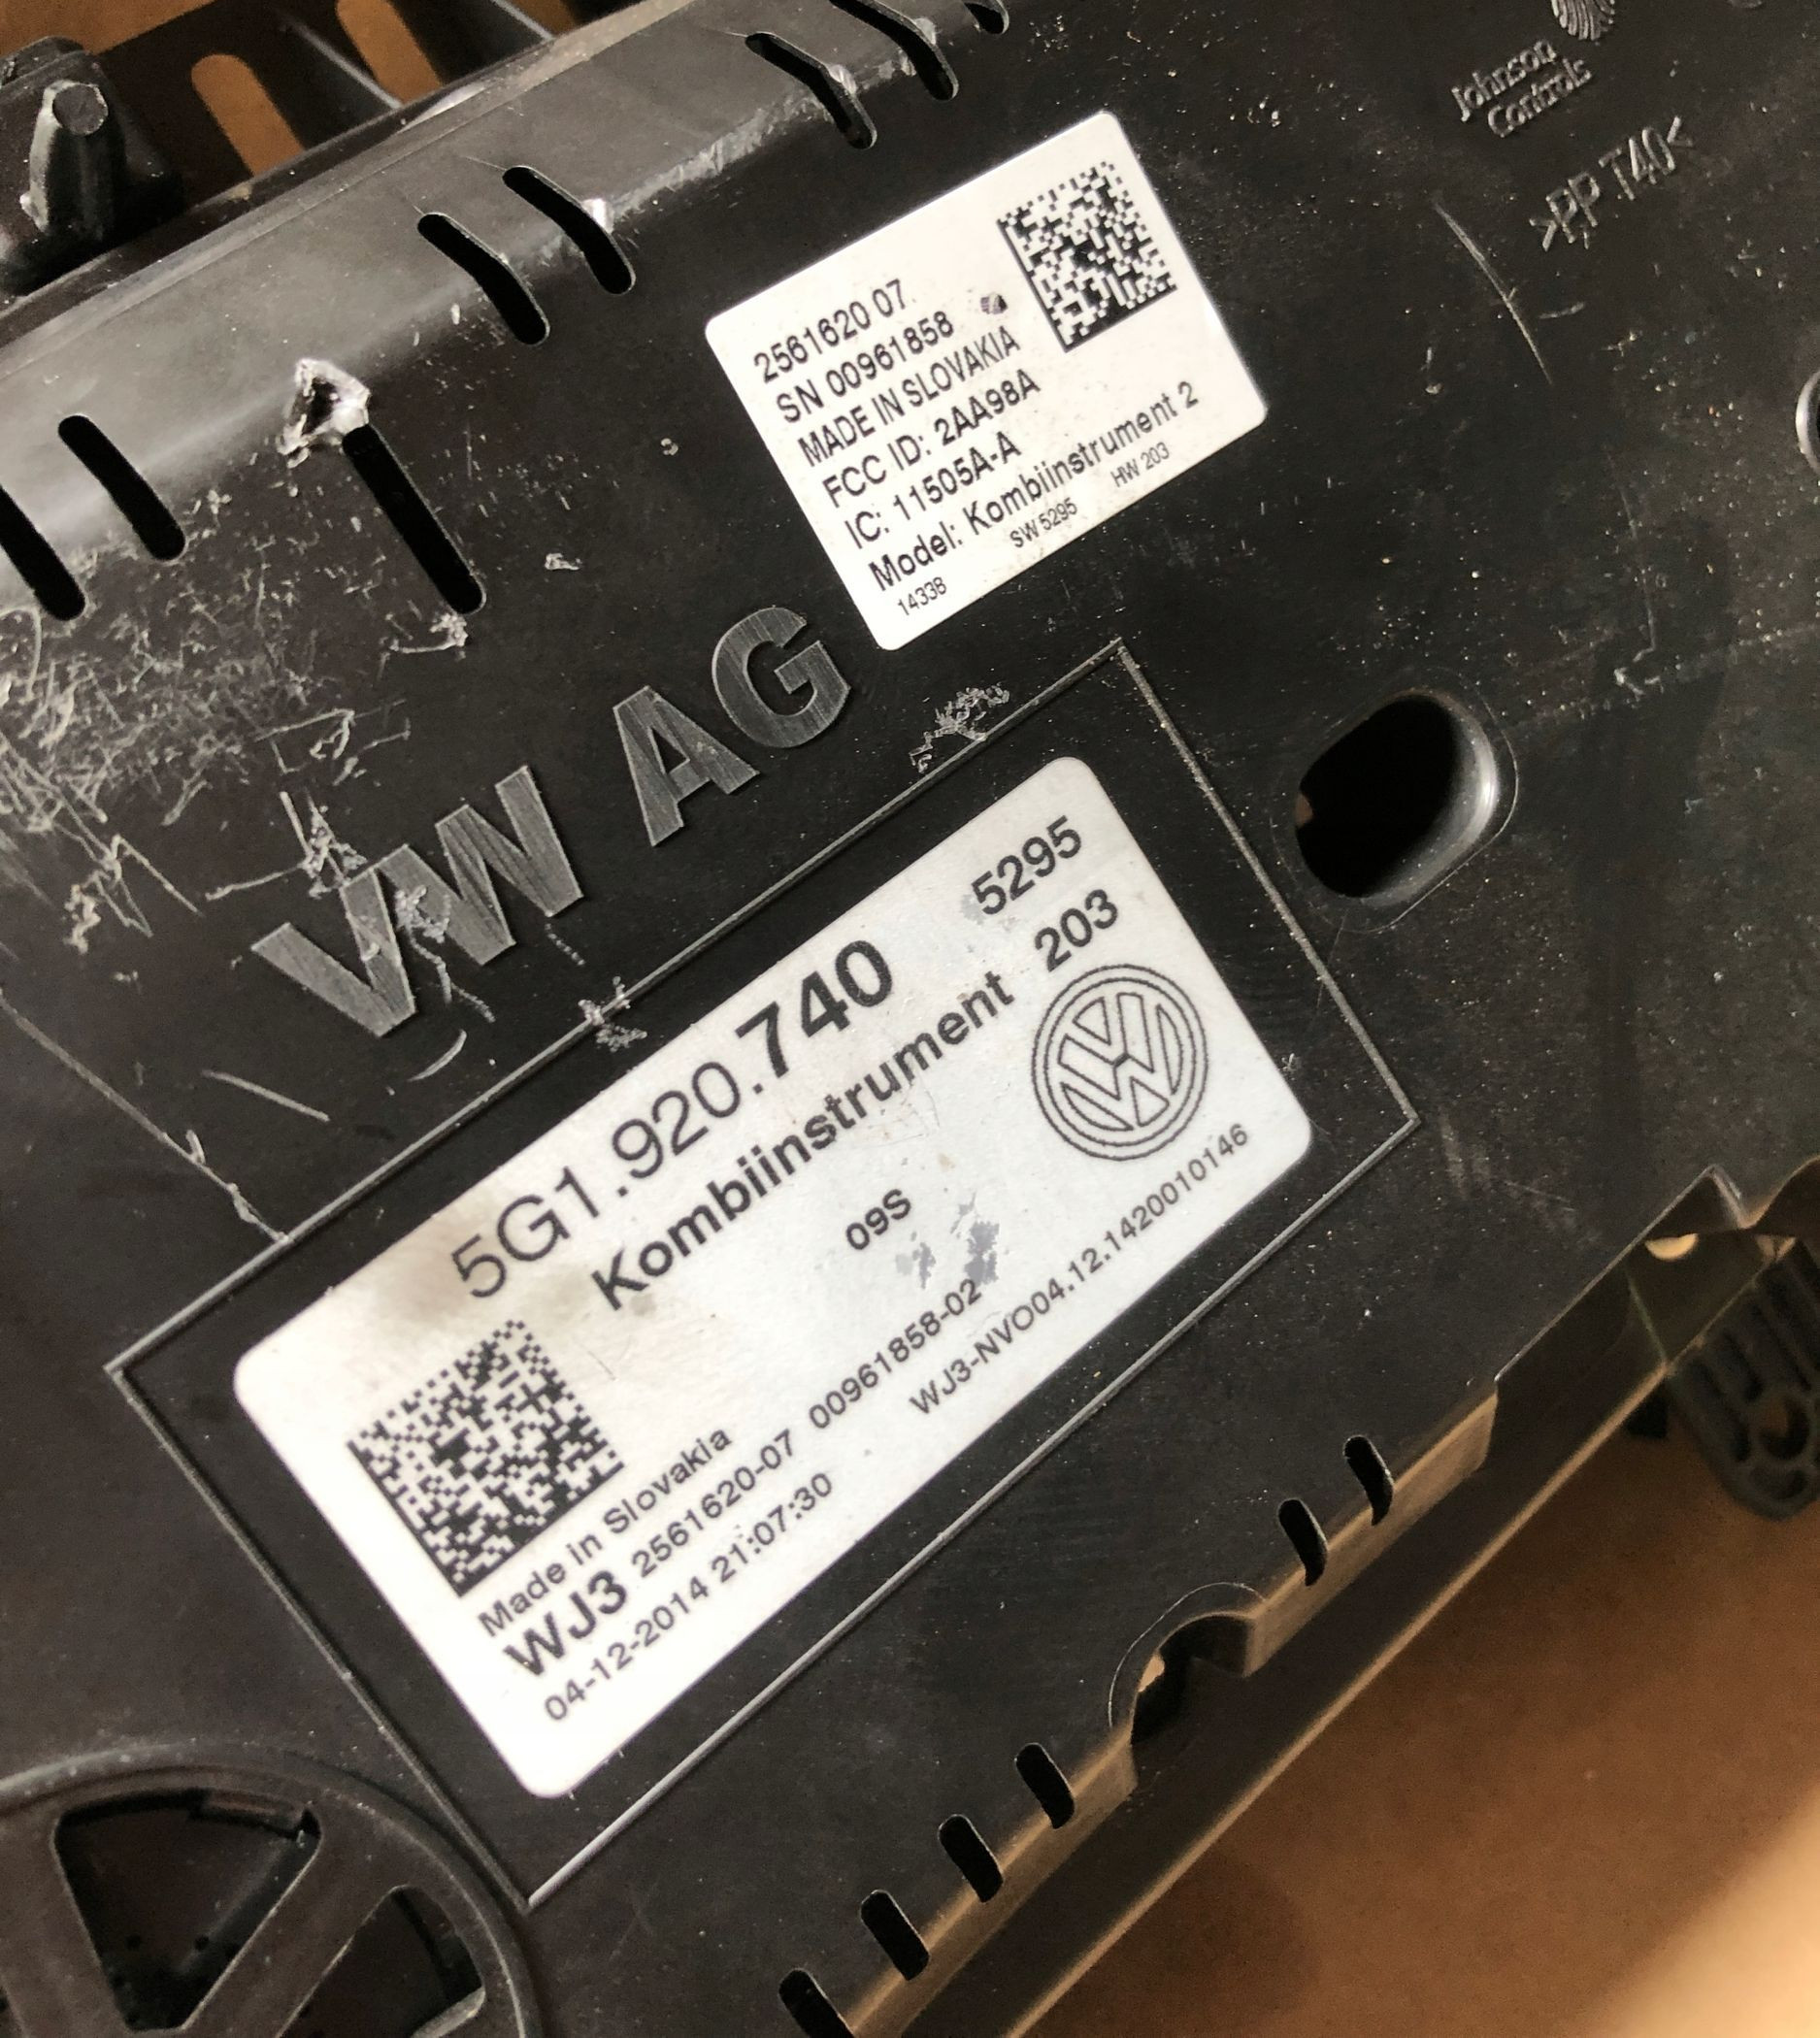 Johnson
Controls
>PP T40<
2561620 07
SN 00961858
MADE IN SLOVAKIA
FCC ID: 2AA98A
IC: 11505A-A
Model: Kombiinstrument 2
14338 SW 5295 HW 203
VW AG
5G1.920.740 5295
Kombiinstrument 203
09S
Made in Slovakia
WJ3 2561620-07 00961858-02
04-12-2014 21:07:30 WJ3-NVO04.12.1420010146